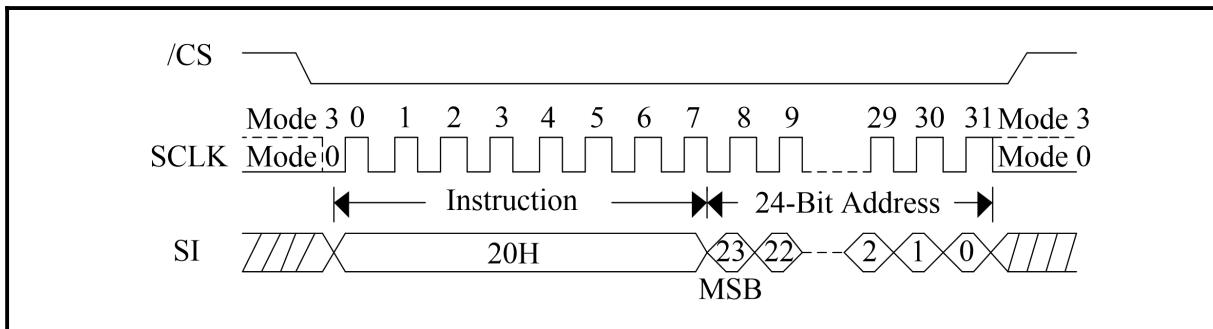 /CS
Mode 3 0 1 2 3 4 5 6 7 8 9 29 30 31 Mode 3
SCLK Mode 0 Mode 0
Instruction 24-Bit Address
SI 20H 23 22 2 1 0
MSB